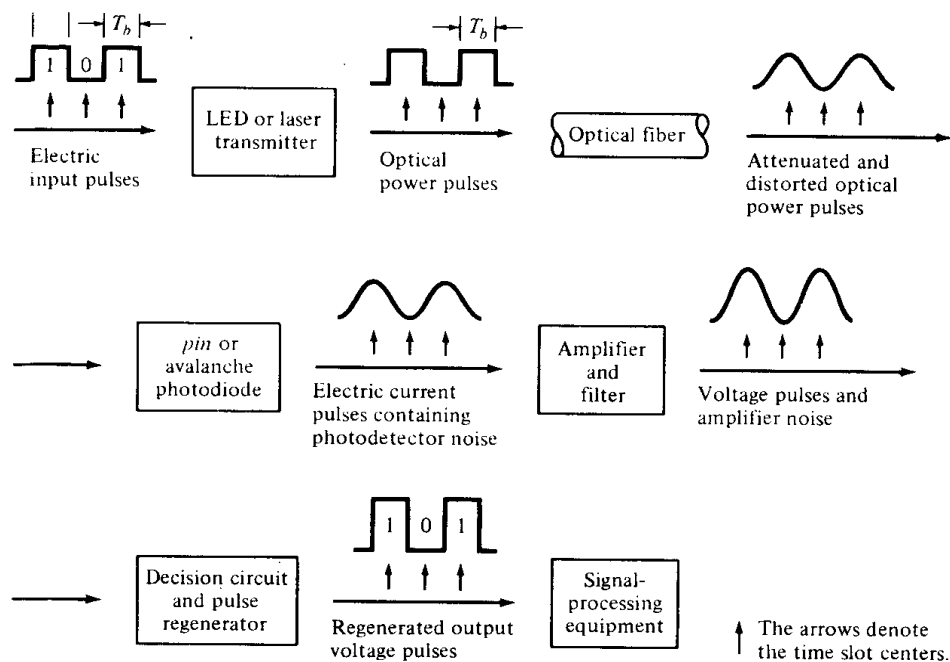 T_b
T_b
1 0 1
LED or laser
transmitter
Optical fiber
Electric
input pulses
Optical
power pulses
Attenuated and
distorted optical
power pulses
pin or
avalanche
photodiode
Amplifier
and
filter
Electric current
pulses containing
photodetector noise
Voltage pulses and
amplifier noise
1 0 1
Decision circuit
and pulse
regenerator
Signal-
processing
equipment
Regenerated output
voltage pulses
The arrows denote
the time slot centers.